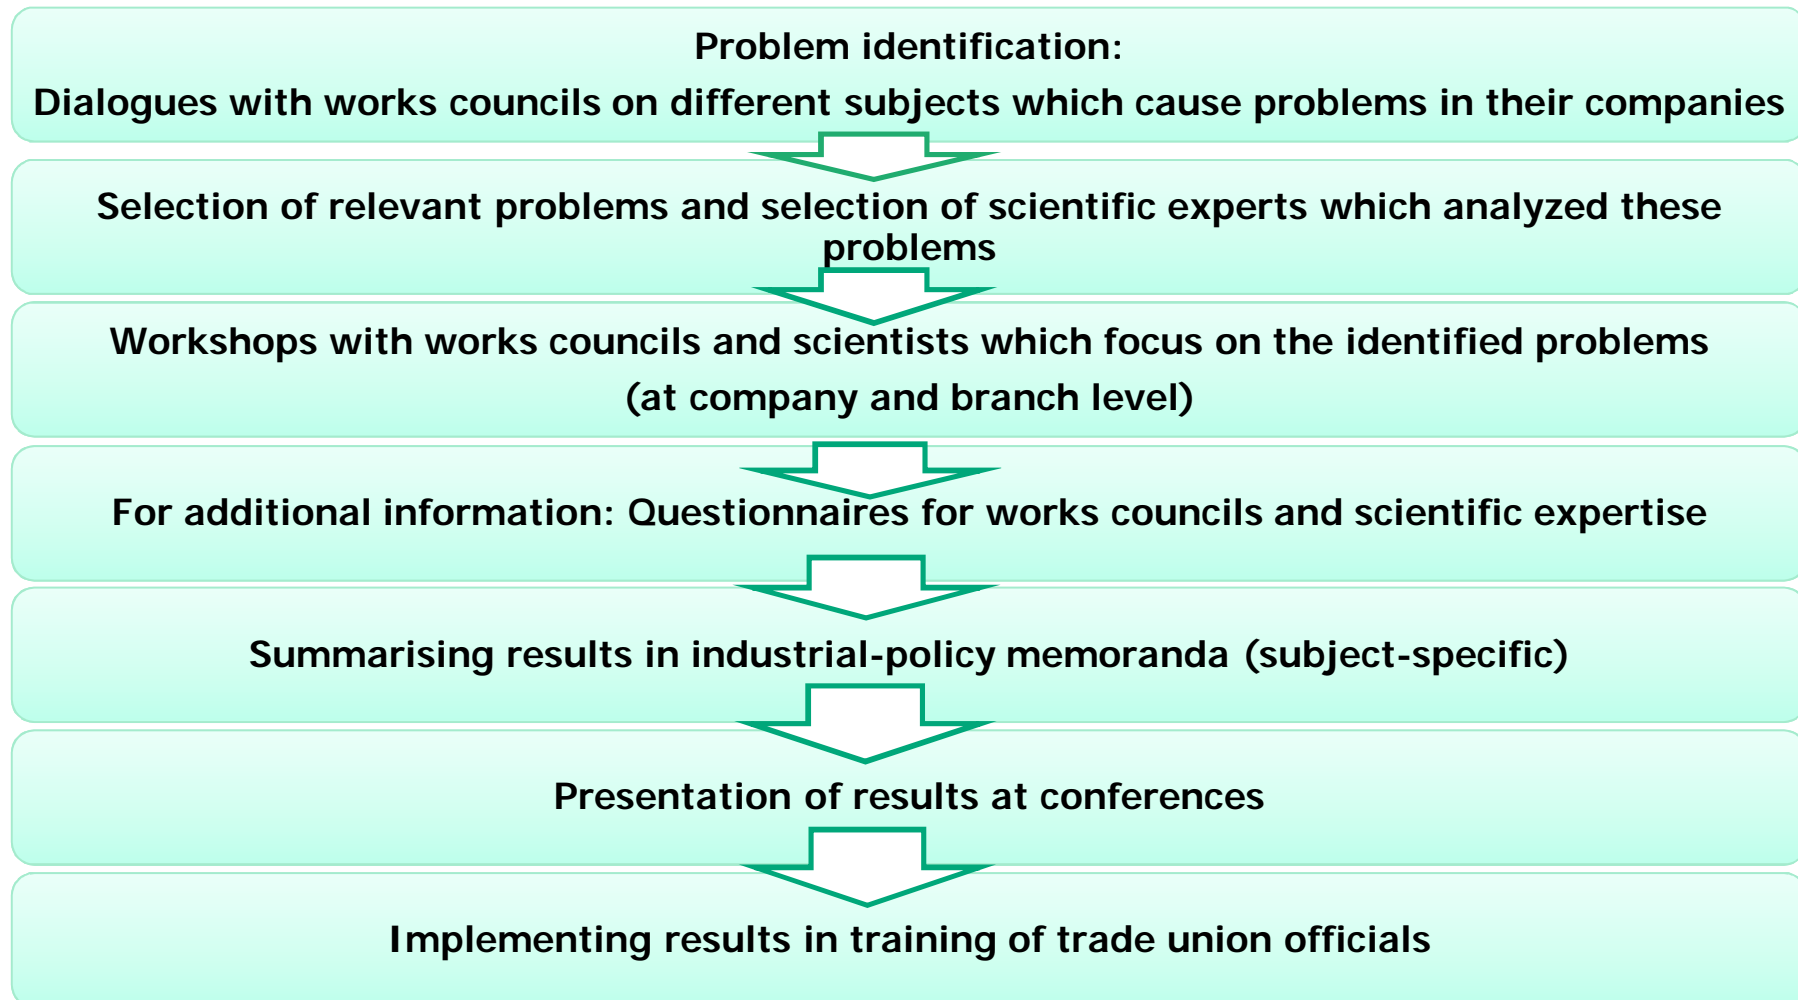 Problem identification:
Dialogues with works councils on different subjects which cause problems in their companies
Selection of relevant problems and selection of scientific experts which analyzed these
problems
Workshops with works councils and scientists which focus on the identified problems
(at company and branch level)
For additional information: Questionnaires for works councils and scientific expertise
Summarising results in industrial-policy memoranda (subject-specific)
Presentation of results at conferences
Implementing results in training of trade union officials